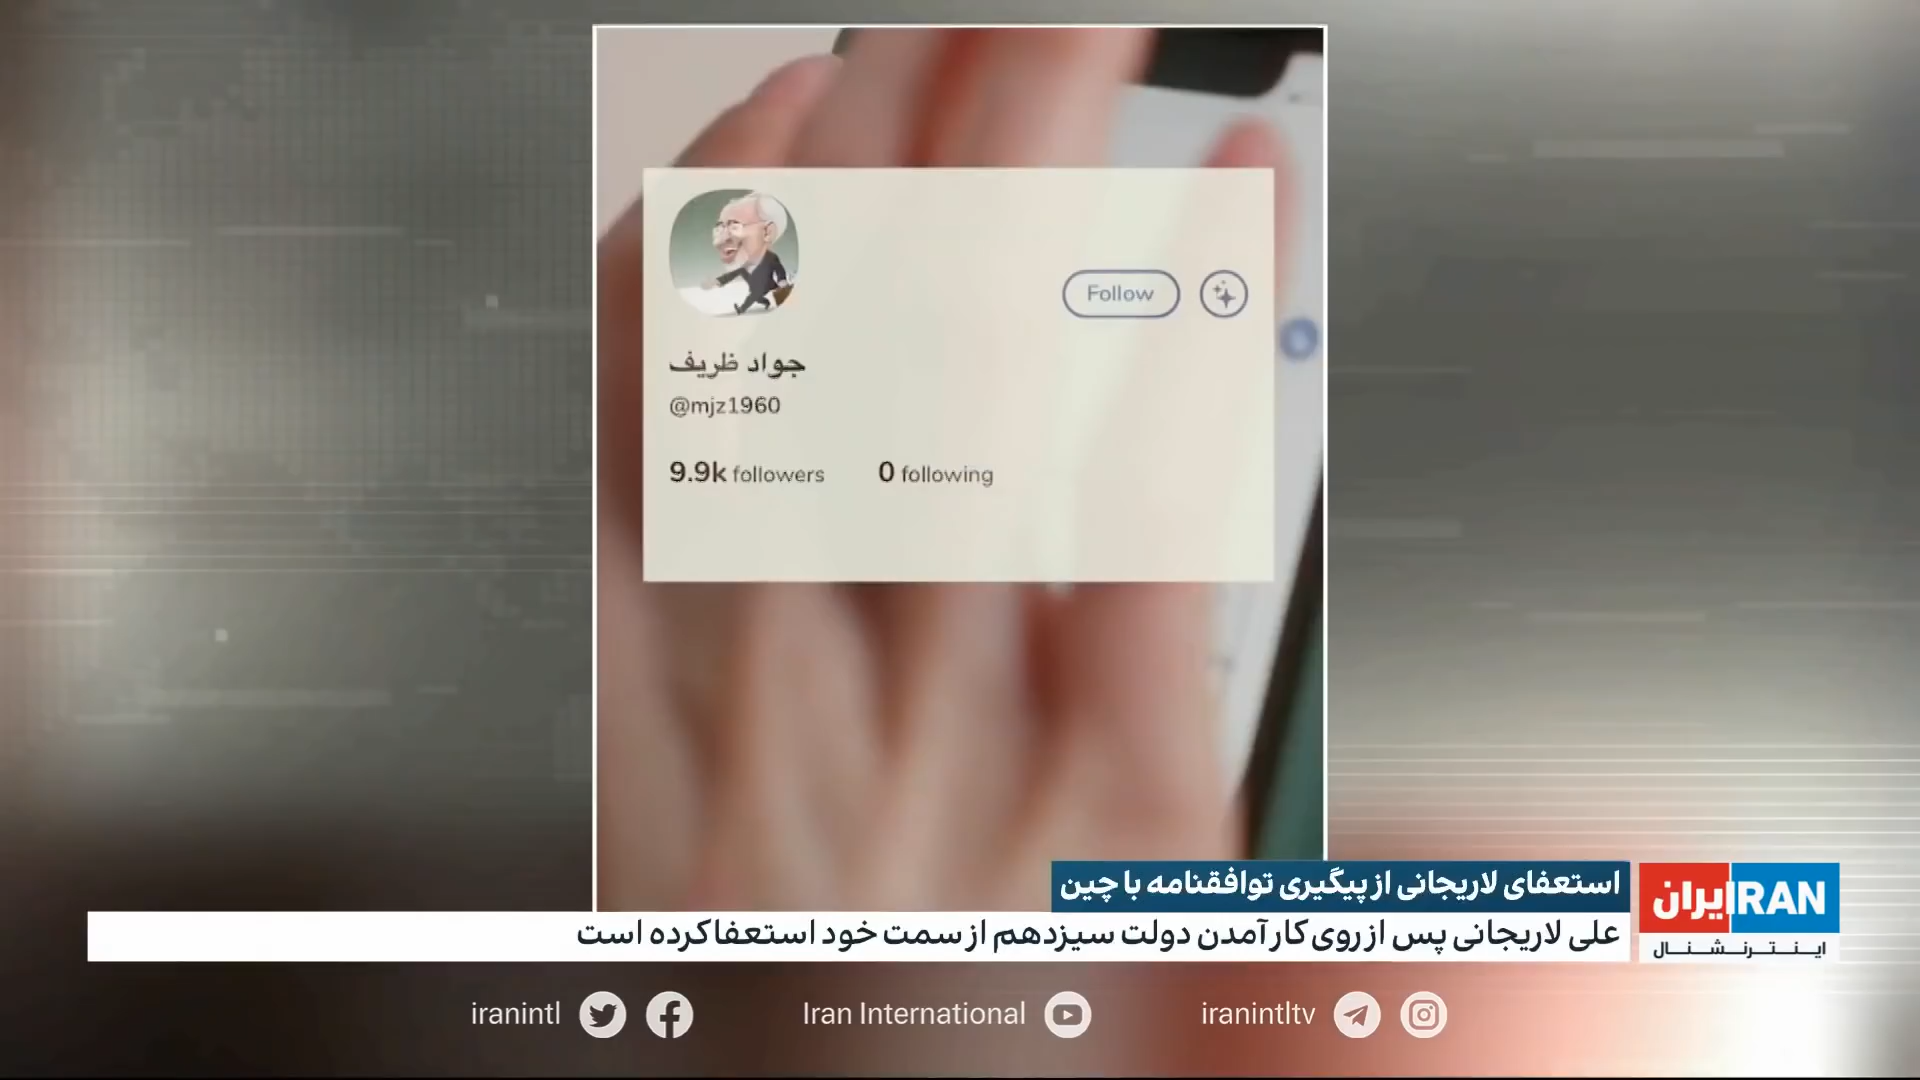 Follow
جواد ظریف
@mjz1960
9.9k followers 0 following
استعفای لاریجانی از پیگیری توافقنامه با چین
علی لاریجانی پس از روی کار آمدن دولت سیزدهم از سمت خود استعفا کرده است
ایران IRAN
اینترنشنال
iranintl
Iran International
iranintltv